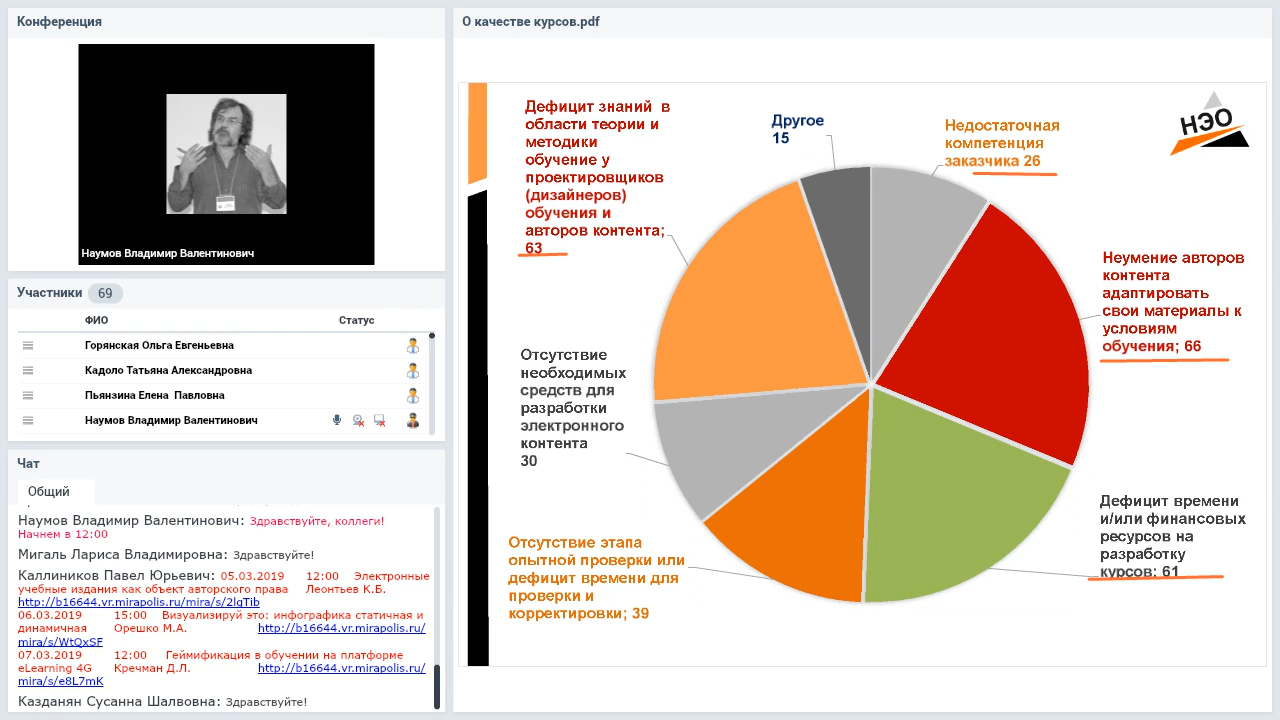 Конференция
Наумов Владимир Валентинович
Участники 69
ФИО Статус
Горянская Ольга Евгеньевна
Кадоло Татьяна Александровна
Пьянзина Елена Павловна
Наумов Владимир Валентинович
Чат
Общий
Наумов Владимир Валентинович: Здравствуйте, коллеги!
Начнем в 12:00
Мигаль Лариса Владимировна: Здравствуйте!
Каллиников Павел Юрьевич: 05.03.2019 12:00 Электронные
учебные издания как объект авторского права Леонтьев К.Б.
http://b16644.vr.mirapolis.ru/mira/s/2lgTib
06.03.2019 15:00 Визуализируй это: инфографика статичная и
динамичная Орешко М.А. http://b16644.vr.mirapolis.ru/
mira/s/WtQxSF
07.03.2019 12:00 Геймификация в обучении на платформе
eLearning 4G Кречман Д.Л. http://b16644.vr.mirapolis.ru/
mira/s/e8L7mK
Казданян Сусанна Шалвовна: Здравствуйте!
О качестве курсов.pdf
Дефицит знаний в
области теории и
методики
обучение у
проектировщиков
(дизайнеров)
обучения и
авторов контента;
63
Другое
15
Недостаточная
компетенция
заказчика 26
НЭО
Неумение авторов
контента
адаптировать
свои материалы к
условиям
обучения; 66
Отсутствие
необходимых
средств для
разработки
электронного
контента
30
Дефицит времени
и/или финансовых
ресурсов на
разработку
курсов; 61
Отсутствие этапа
опытной проверки или
дефицит времени для
проверки и
корректировки; 39